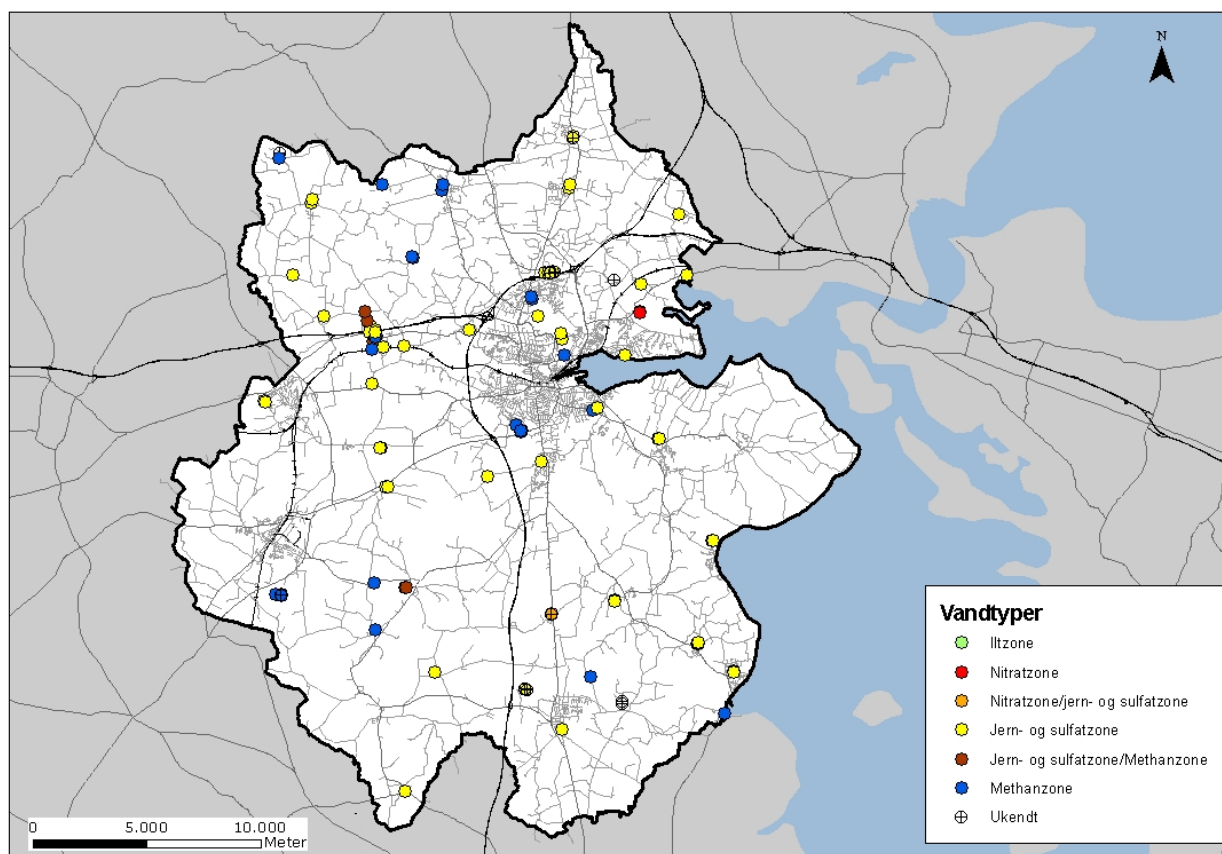 N
Vandtyper
Iltzone
Nitratzone
Nitratzone/jern- og sulfatzone
Jern- og sulfatzone
Jern- og sulfatzone/Methanzone
Methanzone
Ukendt
0 5.000 10.000
Meter